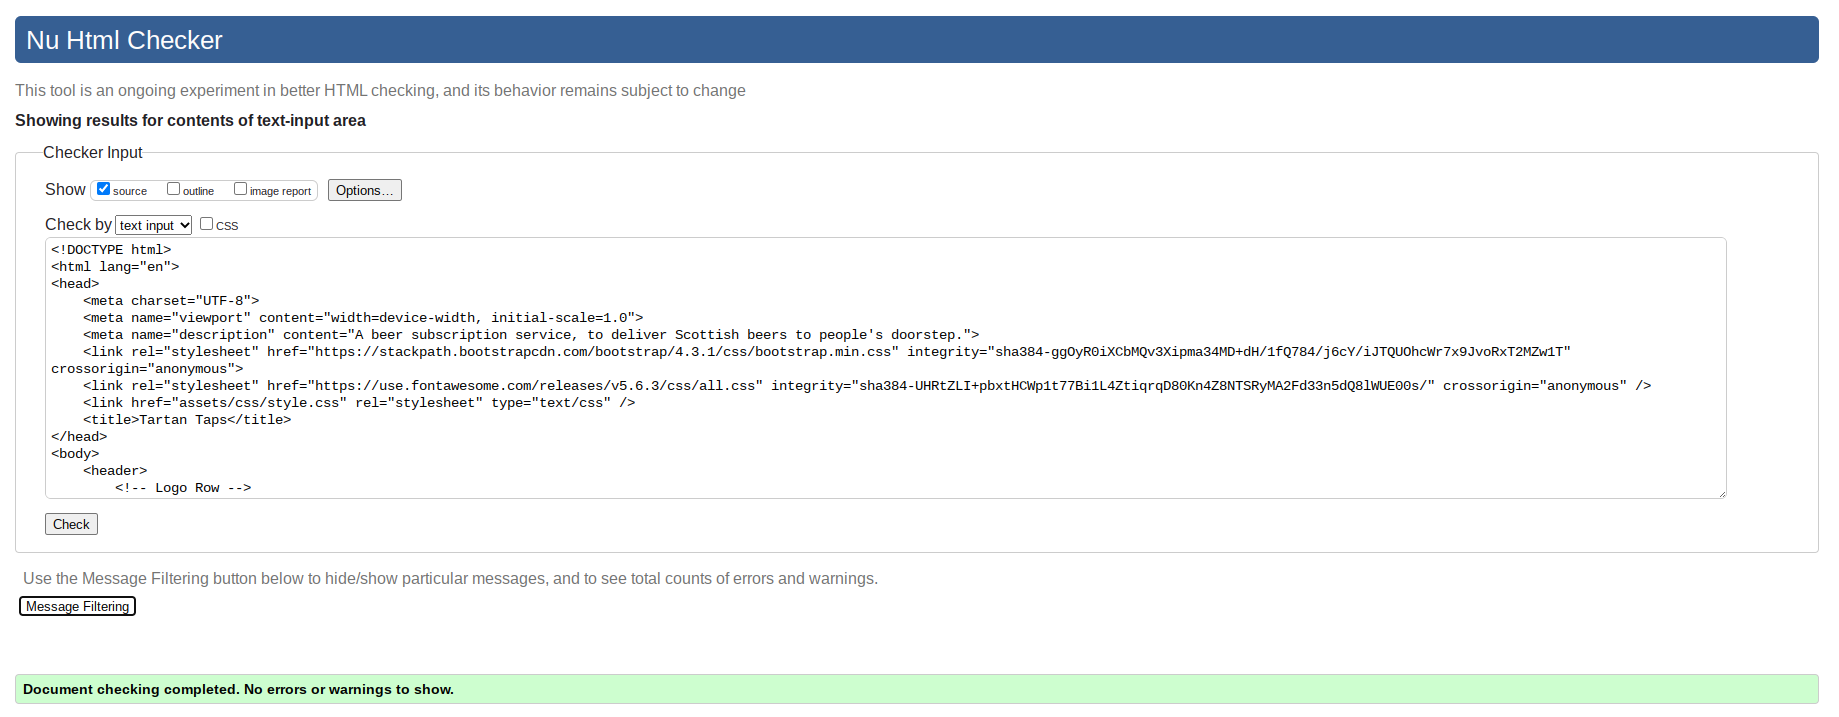 Nu Html Checker
This tool is an ongoing experiment in better HTML checking, and its behavior remains subject to change
Showing results for contents of text-input area
Checker Input
Show source outline image report Options...
Check by text input CSS
<!DOCTYPE html>
<html lang="en">
<head>
    <meta charset="UTF-8">
    <meta name="viewport" content="width=device-width, initial-scale=1.0">
    <meta name="description" content="A beer subscription service, to deliver Scottish beers to people's doorstep.">
    <link rel="stylesheet" href="https://stackpath.bootstrapcdn.com/bootstrap/4.3.1/css/bootstrap.min.css" integrity="sha384-ggOyR0iXCbMQv3Xipma34MD+dH/1fQ784/j6cY/iJTQUOhcWr7x9JvoRxT2MZw1T"
crossorigin="anonymous">
    <link rel="stylesheet" href="https://use.fontawesome.com/releases/v5.6.3/css/all.css" integrity="sha384-UHRtZLI+pbxtHCWp1t77Bi1L4ZtiqrqD80Kn4Z8NTSRyMA2Fd33n5dQ8lWUE00s/" crossorigin="anonymous" />
    <link href="assets/css/style.css" rel="stylesheet" type="text/css" />
    <title>Tartan Taps</title>
</head>
<body>
    <header>
        <!-- Logo Row -->
Check
Use the Message Filtering button below to hide/show particular messages, and to see total counts of errors and warnings.
Message Filtering
Document checking completed. No errors or warnings to show.